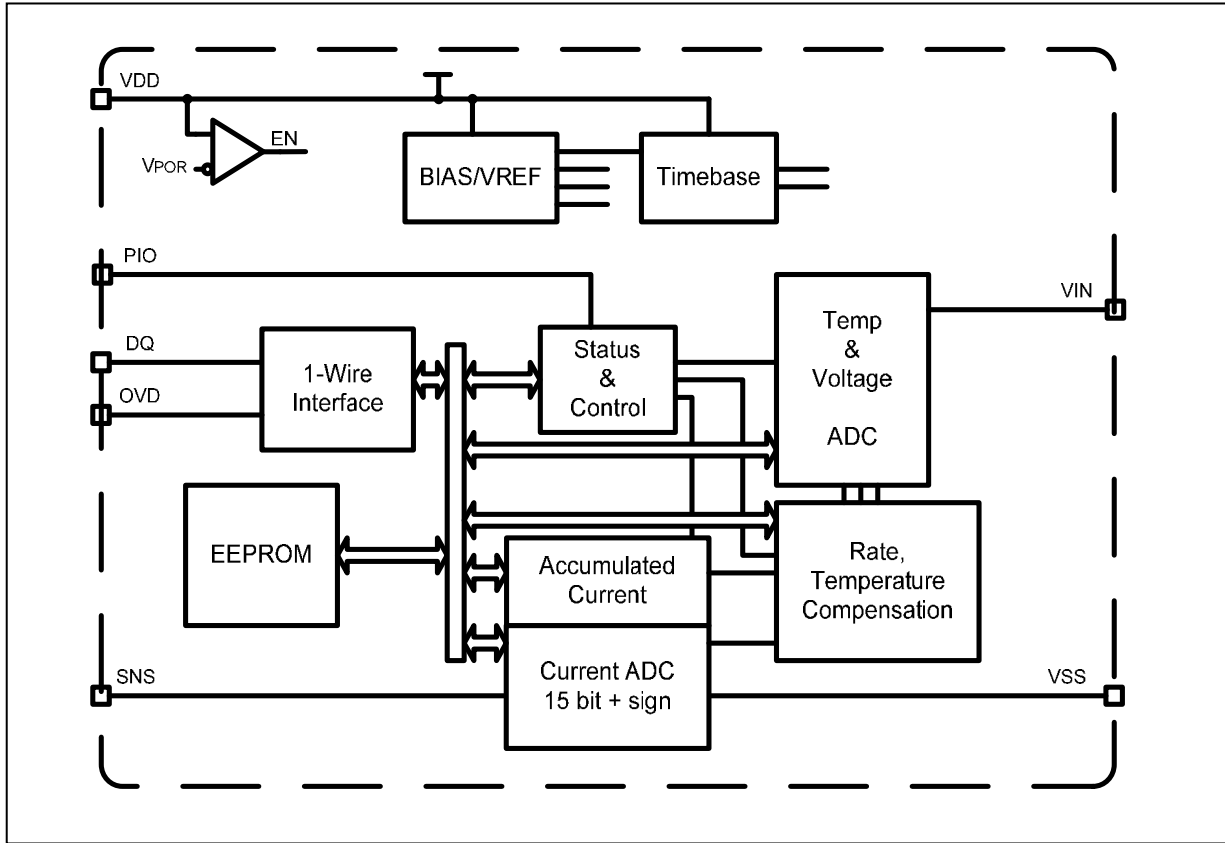 VDD
EN
VPOR
BIAS/VREF
Timebase
PIO
VIN
Temp
&
Voltage
ADC
DQ
OVD
1-Wire
Interface
Status
&
Control
EEPROM
Accumulated
Current
Rate,
Temperature
Compensation
SNS
Current ADC
15 bit + sign
VSS